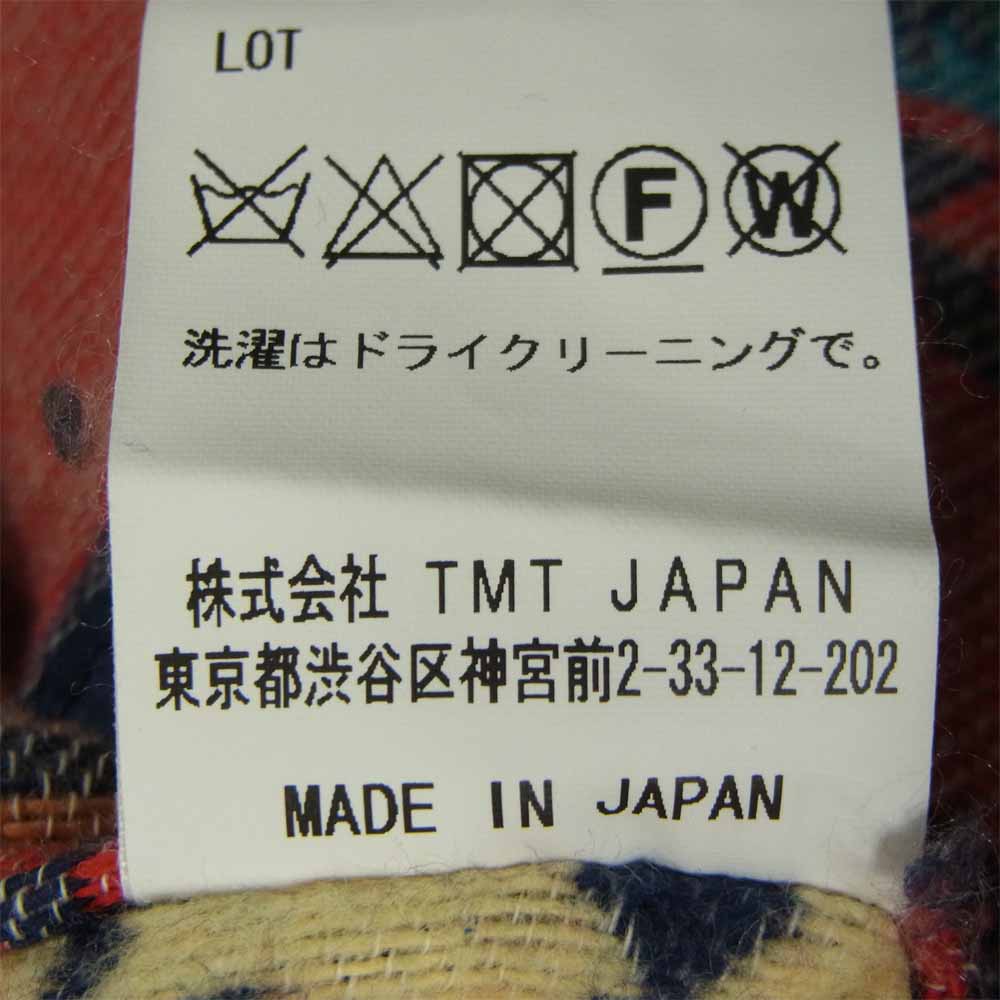 LOT
F W
洗濯はドライクリーニングで。
株式会社 TMT JAPAN
東京都渋谷区神宮前2-33-12-202
MADE IN JAPAN